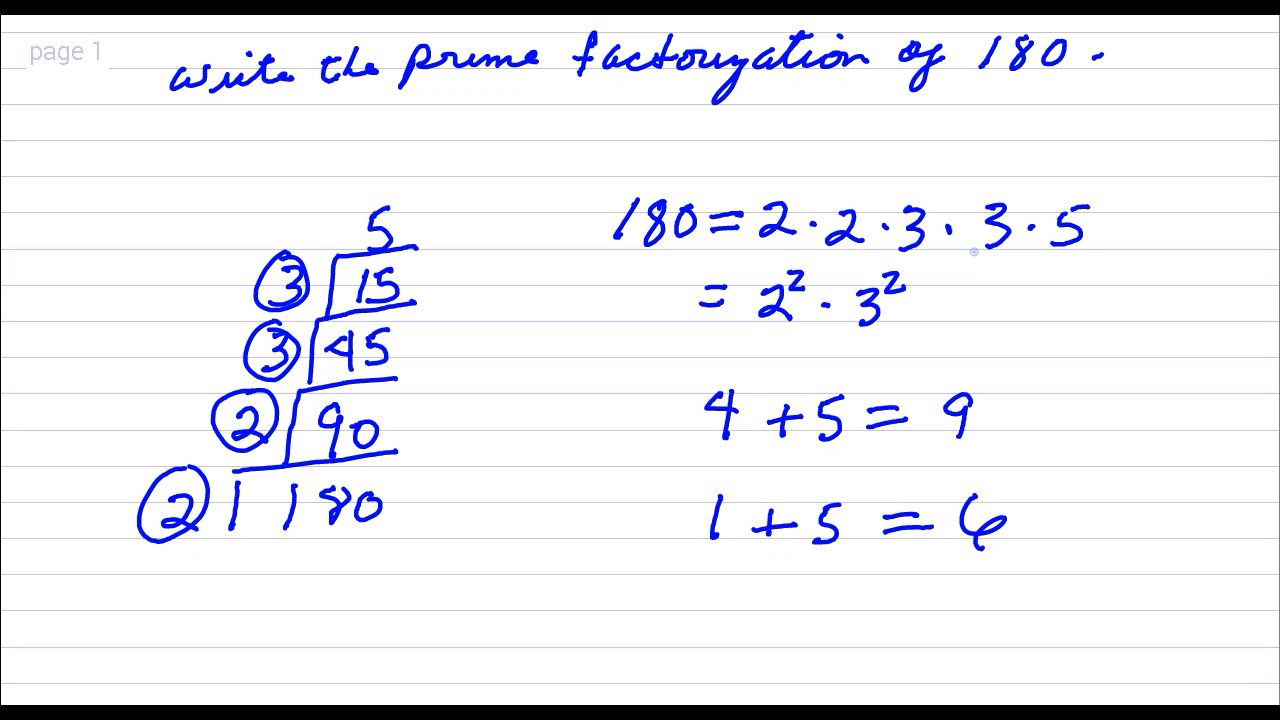 page 1
write the prime factorization of 180.
5
3 15
3 45
2 90
2 180
180 = 2 · 2 · 3 · 3 · 5
= 2² · 3²
4 + 5 = 9
1 + 5 = 6